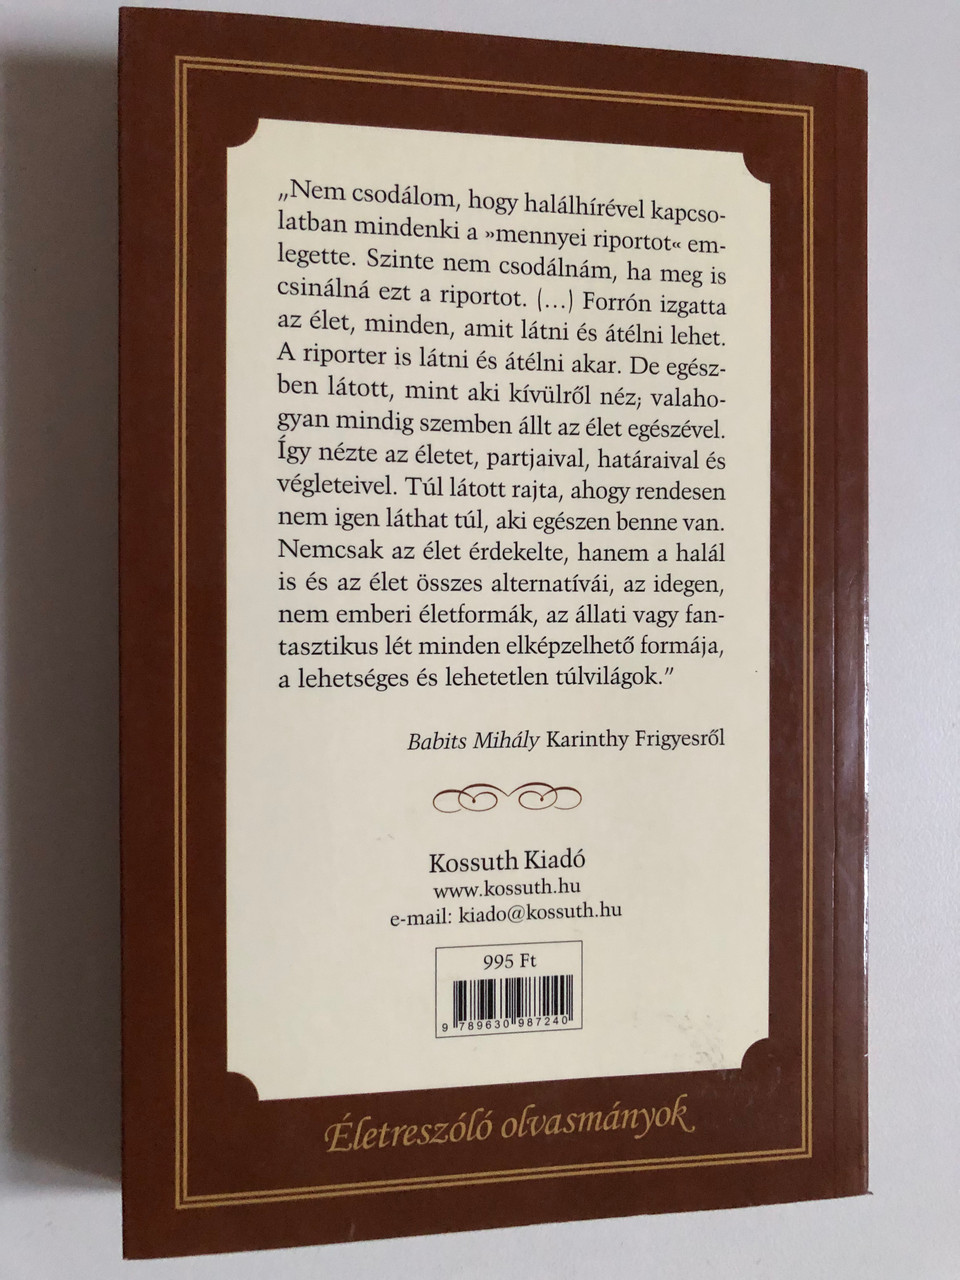 „Nem csodálom, hogy halálhírével kapcso-
latban mindenki a »mennyei riportot« em-
legette. Szinte nem csodálnám, ha meg is
csinálná ezt a riportot. (...) Forrón izgatta
az élet, minden, amit látni és átélni lehet.
A riporter is látni és átélni akar. De egész-
ben látott, mint aki kívülről néz; valaho-
gyan mindig szemben állt az élet egészével.
Így nézte az életet, partjaival, határaival és
végleteivel. Túl látott rajta, ahogy rendesen
nem igen láthat túl, aki egészen benne van.
Nemcsak az élet érdekelte, hanem a halál
is és az élet összes alternatívái, az idegen,
nem emberi életformák, az állati vagy fan-
tasztikus lét minden elképzelhető formája,
a lehetséges és lehetetlen túlvilágok.”
Babits Mihály Karinthy Frigyesről
Kossuth Kiadó
www.kossuth.hu
e-mail: kiado@kossuth.hu
995 Ft
9 789630 987240
Életreszóló olvasmányok